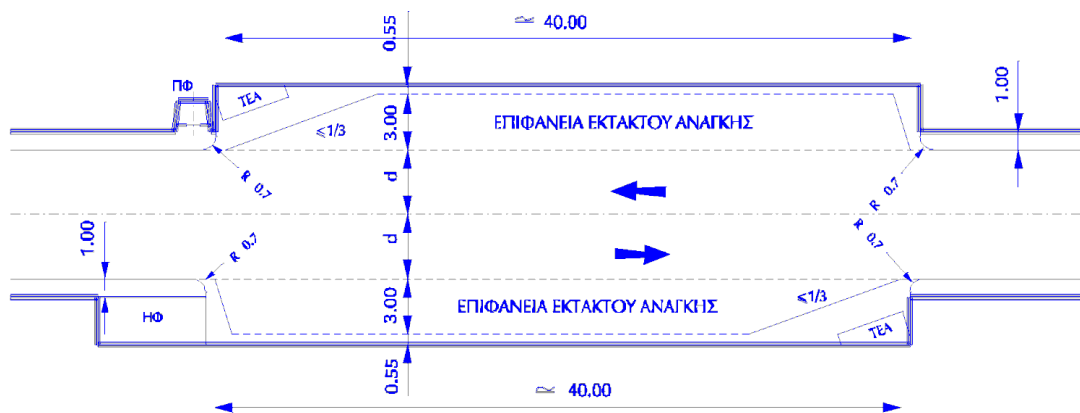 ≃ 40.00
0.55
ΠΦ
ΤΕΑ
1.00
≤1/3
3.00
ΕΠΙΦΑΝΕΙΑ ΕΚΤΑΚΤΟΥ ΑΝΑΓΚΗΣ
R 0.7
R 0.7
d
1.00
d
R 0.7
R 0.7
ΗΦ
3.00
ΕΠΙΦΑΝΕΙΑ ΕΚΤΑΚΤΟΥ ΑΝΑΓΚΗΣ
≤1/3
ΤΕΑ
0.55
≃ 40.00